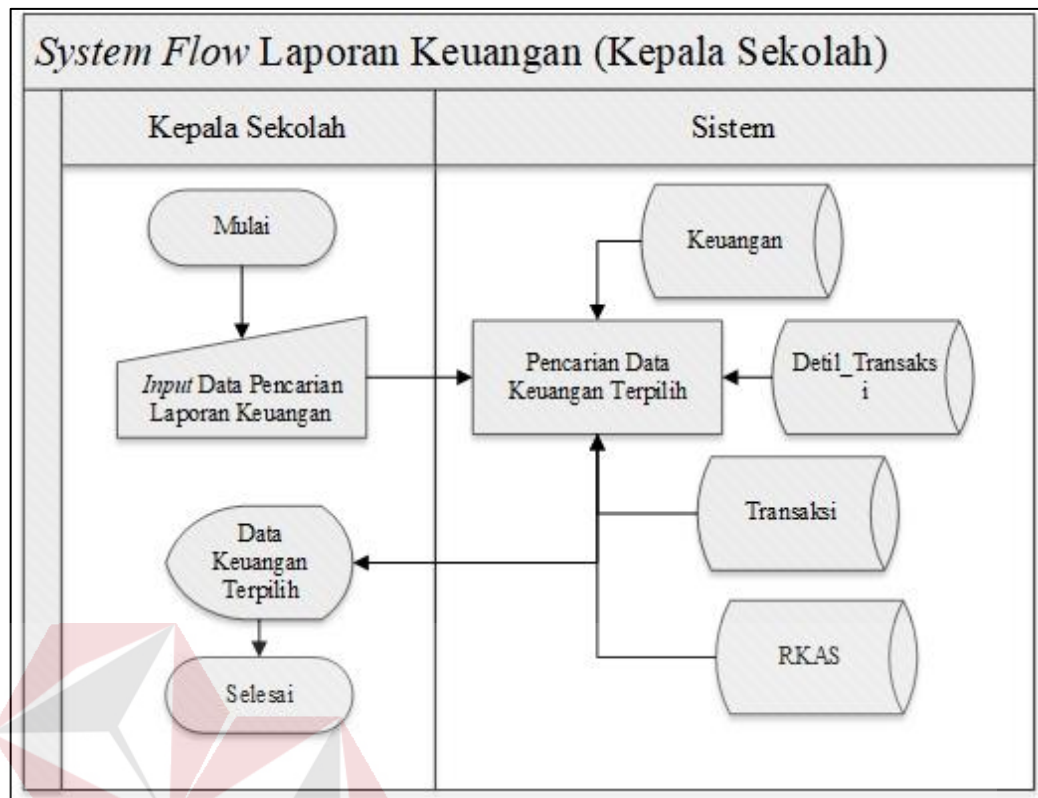 System Flow Laporan Keuangan (Kepala Sekolah)
Kepala Sekolah
Sistem
Mulai
Keuangan
Input Data Pencarian
Laporan Keuangan
Pencarian Data
Keuangan Terpilih
Detil_Transaks
i
Transaksi
Data
Keuangan
Terpilih
RKAS
Selesai